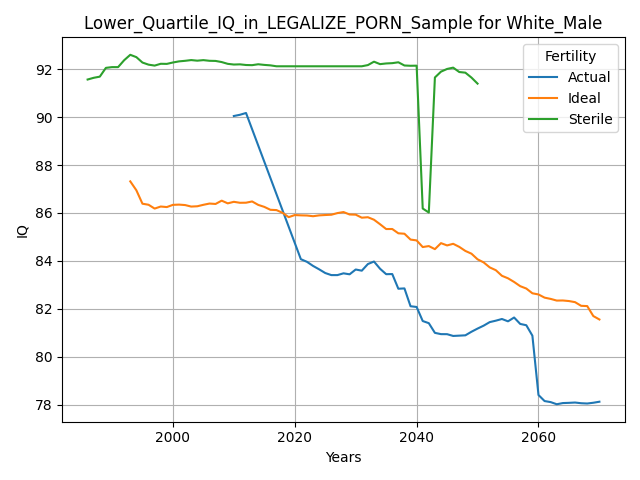 Lower_Quartile_IQ_in_LEGALIZE_PORN_Sample for White_Male
Fertility
Actual
Ideal
Sterile
IQ
92
90
88
86
84
82
80
78
2000
2020
2040
2060
Years